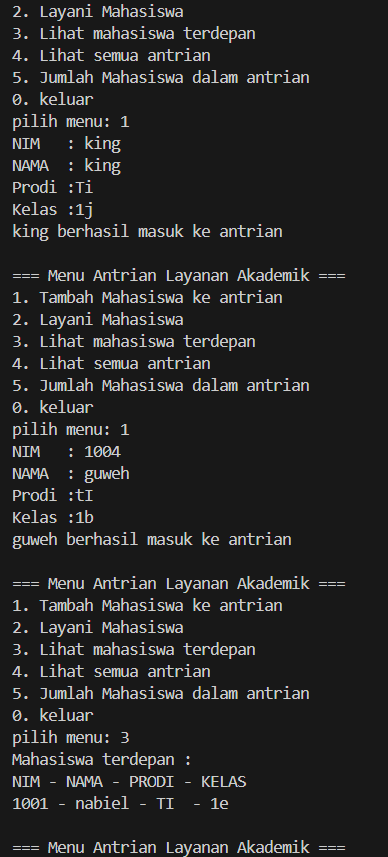 2. Layani Mahasiswa
3. Lihat mahasiswa terdepan
4. Lihat semua antrian
5. Jumlah Mahasiswa dalam antrian
0. keluar
pilih menu: 1
NIM   : king
NAMA  : king
Prodi :Ti
Kelas :1j
king berhasil masuk ke antrian

=== Menu Antrian Layanan Akademik ===
1. Tambah Mahasiswa ke antrian
2. Layani Mahasiswa
3. Lihat mahasiswa terdepan
4. Lihat semua antrian
5. Jumlah Mahasiswa dalam antrian
0. keluar
pilih menu: 1
NIM   : 1004
NAMA  : guweh
Prodi :tI
Kelas :1b
guweh berhasil masuk ke antrian

=== Menu Antrian Layanan Akademik ===
1. Tambah Mahasiswa ke antrian
2. Layani Mahasiswa
3. Lihat mahasiswa terdepan
4. Lihat semua antrian
5. Jumlah Mahasiswa dalam antrian
0. keluar
pilih menu: 3
Mahasiswa terdepan :
NIM - NAMA - PRODI - KELAS
1001 - nabiel - TI  - 1e

=== Menu Antrian Layanan Akademik ===